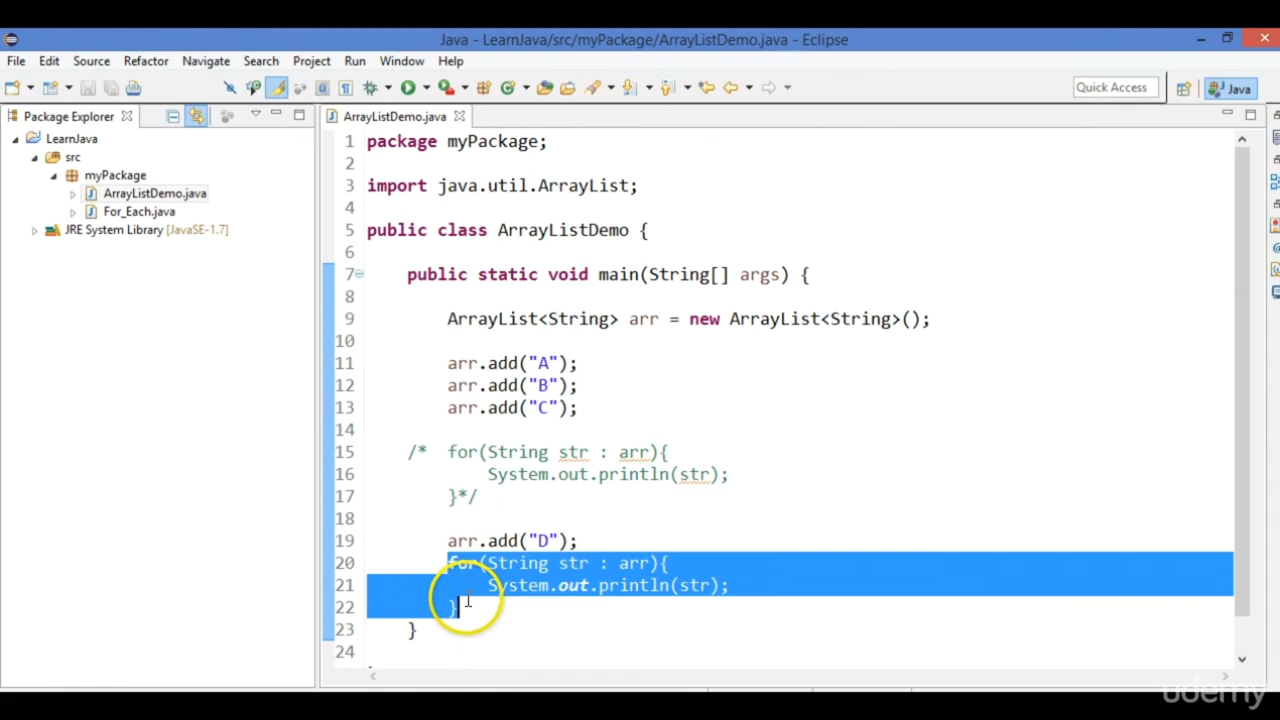 Java - LearnJava/src/myPackage/ArrayListDemo.java - Eclipse
File Edit Source Refactor Navigate Search Project Run Window Help
Quick Access
Java
Package Explorer
LearnJava
src
myPackage
ArrayListDemo.java
For_Each.java
JRE System Library [JavaSE-1.7]
ArrayListDemo.java
1 package myPackage;
2
3 import java.util.ArrayList;
4
5 public class ArrayListDemo {
6
7 public static void main(String[] args) {
8
9 ArrayList<String> arr = new ArrayList<String>();
10
11 arr.add("A");
12 arr.add("B");
13 arr.add("C");
14
15 /* for(String str : arr){
16 System.out.println(str);
17 }*/
18
19 arr.add("D");
20 for(String str : arr){
21 System.out.println(str);
22 }
23 }
24
udemy